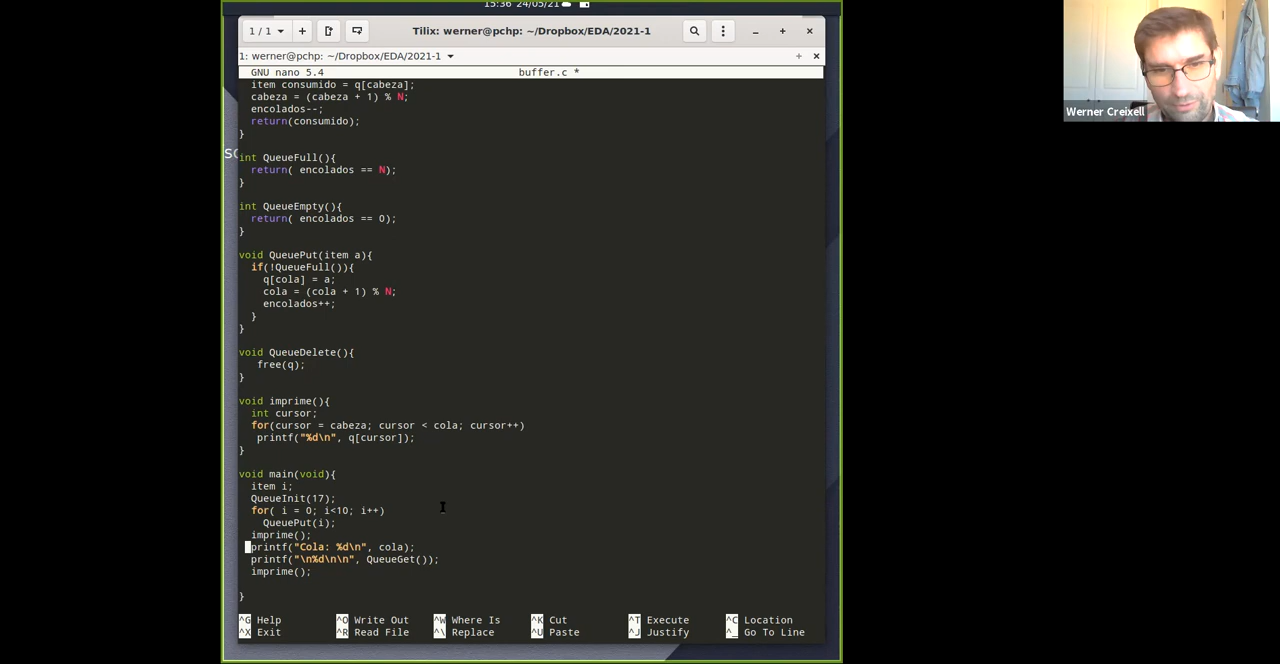 15:36 24/05/21
1 / 1
Tilix: werner@pchp: ~/Dropbox/EDA/2021-1
1: werner@pchp: ~/Dropbox/EDA/2021-1
GNU nano 5.4 buffer.c *
item consumido = q[cabeza];
cabeza = (cabeza + 1) % N;
encolados--;
return(consumido);
}
int QueueFull(){
return( encolados == N);
}
int QueueEmpty(){
return( encolados == 0);
}
void QueuePut(item a){
if(!QueueFull()){
q[cola] = a;
cola = (cola + 1) % N;
encolados++;
}
}
void QueueDelete(){
free(q);
}
void imprime(){
int cursor;
for(cursor = cabeza; cursor < cola; cursor++)
printf("%d\n", q[cursor]);
}
void main(void){
item i;
QueueInit(17);
for( i = 0; i<10; i++)
QueuePut(i);
imprime();
printf("Cola: %d\n", cola);
printf("\n%d\n\n", QueueGet());
imprime();
}
^G Help ^O Write Out ^W Where Is ^K Cut ^T Execute ^C Location
^X Exit ^R Read File ^\ Replace ^U Paste ^J Justify ^_ Go To Line
Werner Creixell